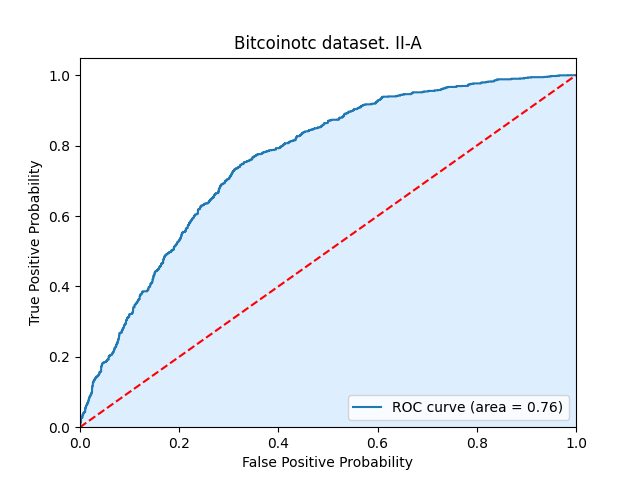 Bitcoinotc dataset. II-A
True Positive Probability
1.0
0.8
0.6
0.4
0.2
0.0
ROC curve (area = 0.76)
0.0 0.2 0.4 0.6 0.8 1.0
False Positive Probability